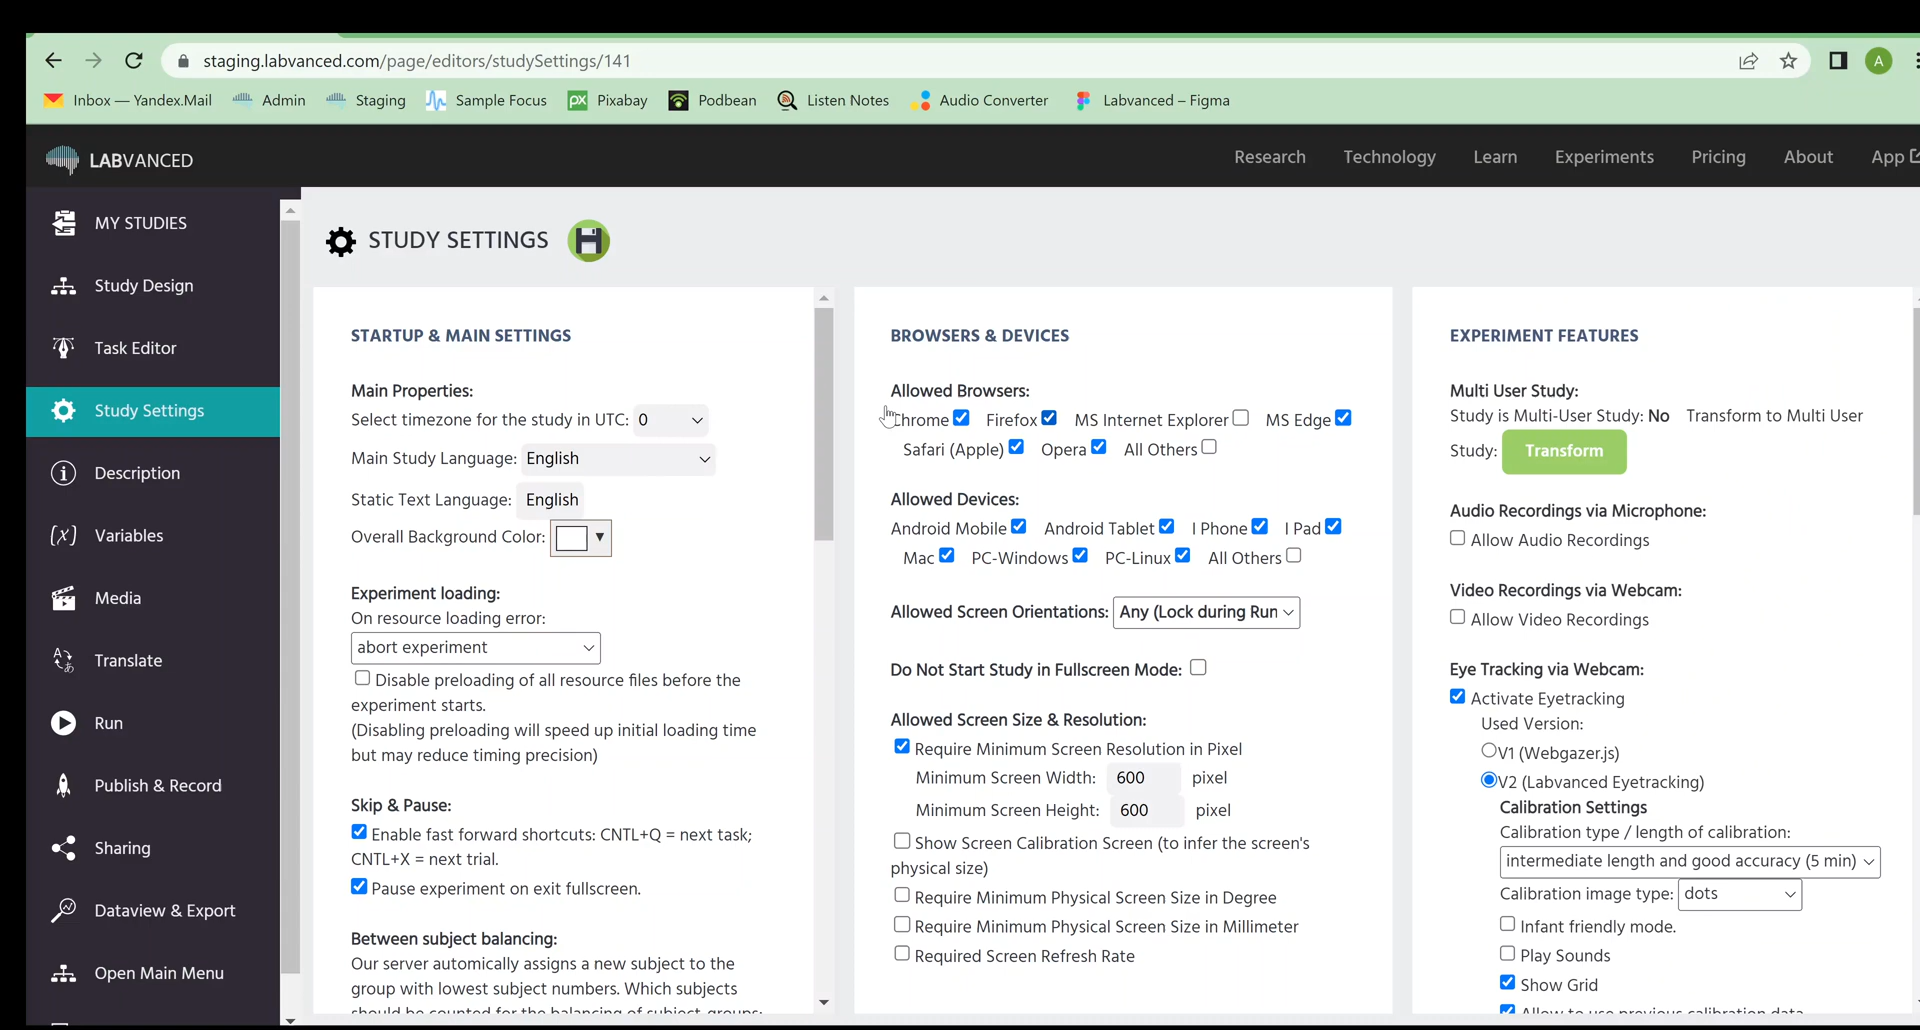 staging.labvanced.com/page/editors/studySettings/141
A
Inbox — Yandex.Mail
Admin
Staging
Sample Focus
Pixabay
Podbean
Listen Notes
Audio Converter
Labvanced – Figma
LABVANCED
Research
Technology
Learn
Experiments
Pricing
About
App
MY STUDIES
Study Design
Task Editor
Study Settings
Description
Variables
Media
Translate
Run
Publish & Record
Sharing
Dataview & Export
Open Main Menu
STUDY SETTINGS
STARTUP & MAIN SETTINGS
Main Properties:
Select timezone for the study in UTC: 0
Main Study Language: English
Static Text Language: English
Overall Background Color:
Experiment loading:
On resource loading error:
abort experiment
Disable preloading of all resource files before the
experiment starts.
(Disabling preloading will speed up initial loading time
but may reduce timing precision)
Skip & Pause:
Enable fast forward shortcuts: CNTL+Q = next task;
CNTL+X = next trial.
Pause experiment on exit fullscreen.
Between subject balancing:
Our server automically assigns a new subject to the
group with lowest subject numbers. Which subjects
should be counted for the balancing of subject-groups:
BROWSERS & DEVICES
Allowed Browsers:
Chrome Firefox MS Internet Explorer MS Edge
Safari (Apple) Opera All Others
Allowed Devices:
Android Mobile Android Tablet I Phone I Pad
Mac PC-Windows PC-Linux All Others
Allowed Screen Orientations: Any (Lock during Run
Do Not Start Study in Fullscreen Mode:
Allowed Screen Size & Resolution:
Require Minimum Screen Resolution in Pixel
Minimum Screen Width: 600 pixel
Minimum Screen Height: 600 pixel
Show Screen Calibration Screen (to infer the screen's
physical size)
Require Minimum Physical Screen Size in Degree
Require Minimum Physical Screen Size in Millimeter
Required Screen Refresh Rate
EXPERIMENT FEATURES
Multi User Study:
Study is Multi-User Study: No Transform to Multi User
Study: Transform
Audio Recordings via Microphone:
Allow Audio Recordings
Video Recordings via Webcam:
Allow Video Recordings
Eye Tracking via Webcam:
Activate Eyetracking
Used Version:
V1 (Webgazer.js)
V2 (Labvanced Eyetracking)
Calibration Settings
Calibration type / length of calibration:
intermediate length and good accuracy (5 min)
Calibration image type: dots
Infant friendly mode.
Play Sounds
Show Grid
Allow to use previous calibration data